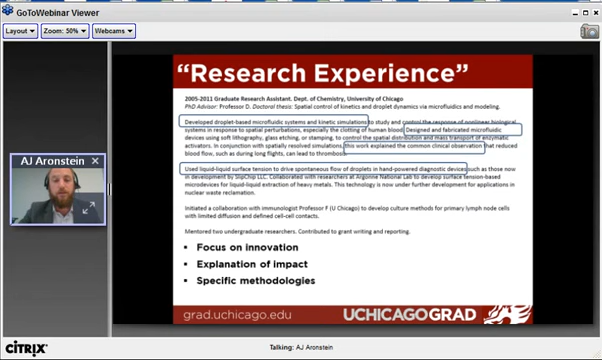 GoToWebinar Viewer
Layout Zoom: 50% Webcams
AJ Aronstein
"Research Experience"
2005-2011 Graduate Research Assistant. Dept. of Chemistry, University of Chicago
PhD Advisor: Professor D. Doctoral thesis: Spatial control of kinetics and droplet dynamics via microfluidics and modeling.
Developed droplet-based microfluidic systems and kinetic simulations to study and control the response of nonlinear biological
systems in response to spatial perturbations, especially the clotting of human blood. Designed and fabricated microfluidic
devices using soft lithography, glass etching, or stamping, to control the spatial distribution and mass transport of enzymatic
activators. In conjunction with spatially resolved simulations, this work explained the common clinical observation that reduced
blood flow, such as during long flights, can lead to thrombosis.
Used liquid-liquid surface tension to drive spontaneous flow of droplets in hand-powered diagnostic devices such as those now
in development by SlipChip LLC. Collaborated with researchers at Argonne National Lab to develop surface tension-based
microdevices for liquid-liquid extraction of heavy metals. This technology is now under further development for applications in
nuclear waste reclamation.
Initiated a collaboration with immunologist Professor F (U Chicago) to develop culture methods for primary lymph node cells
with limited diffusion and defined cell-cell contacts.
Mentored two undergraduate researchers. Contributed to grant writing and reporting.
• Focus on innovation
• Explanation of impact
• Specific methodologies
grad.uchicago.edu UCHICAGOGRAD
CITRIX Talking: AJ Aronstein